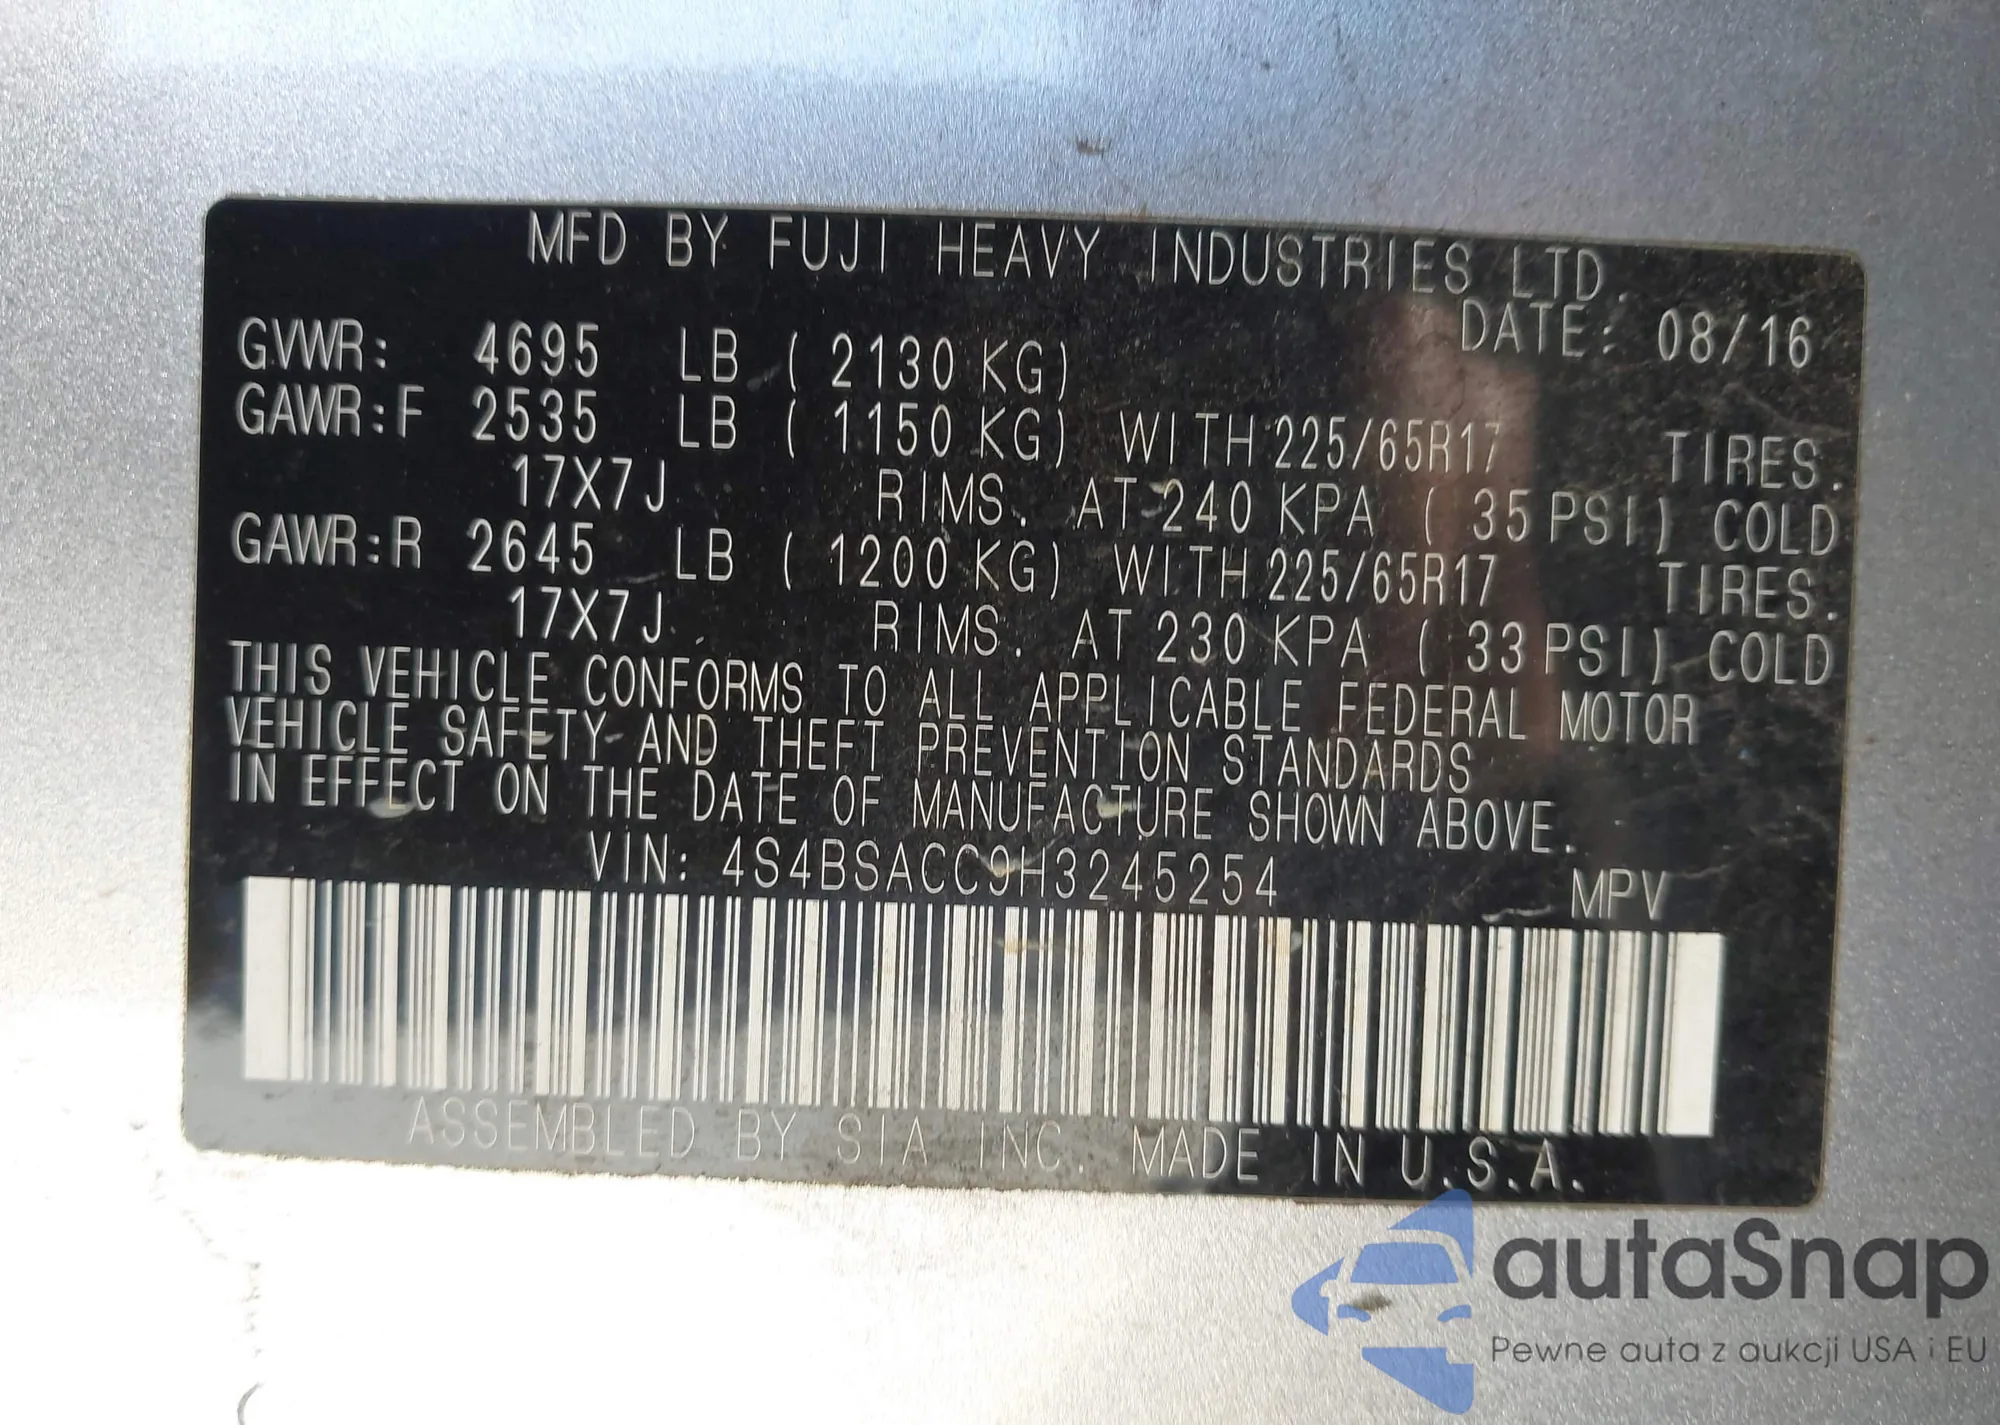 MFD BY FUJI HEAVY INDUSTRIES LTD.
DATE: 08/16
GVWR: 4695 LB ( 2130 KG)
GAWR:F 2535 LB ( 1150 KG) WITH 225/65R17 TIRES.
17X7J RIMS. AT 240 KPA ( 35 PSI) COLD
GAWR:R 2645 LB ( 1200 KG) WITH 225/65R17 TIRES.
17X7J RIMS. AT 230 KPA ( 33 PSI) COLD
THIS VEHICLE CONFORMS TO ALL APPLICABLE FEDERAL MOTOR
VEHICLE SAFETY AND THEFT PREVENTION STANDARDS
IN EFFECT ON THE DATE OF MANUFACTURE SHOWN ABOVE.
VIN: 4S4BSACC9H3245254 MPV
ASSEMBLED BY SIA INC. MADE IN U.S.A.
autaSnap
Pewne auta z aukcji USA i EU